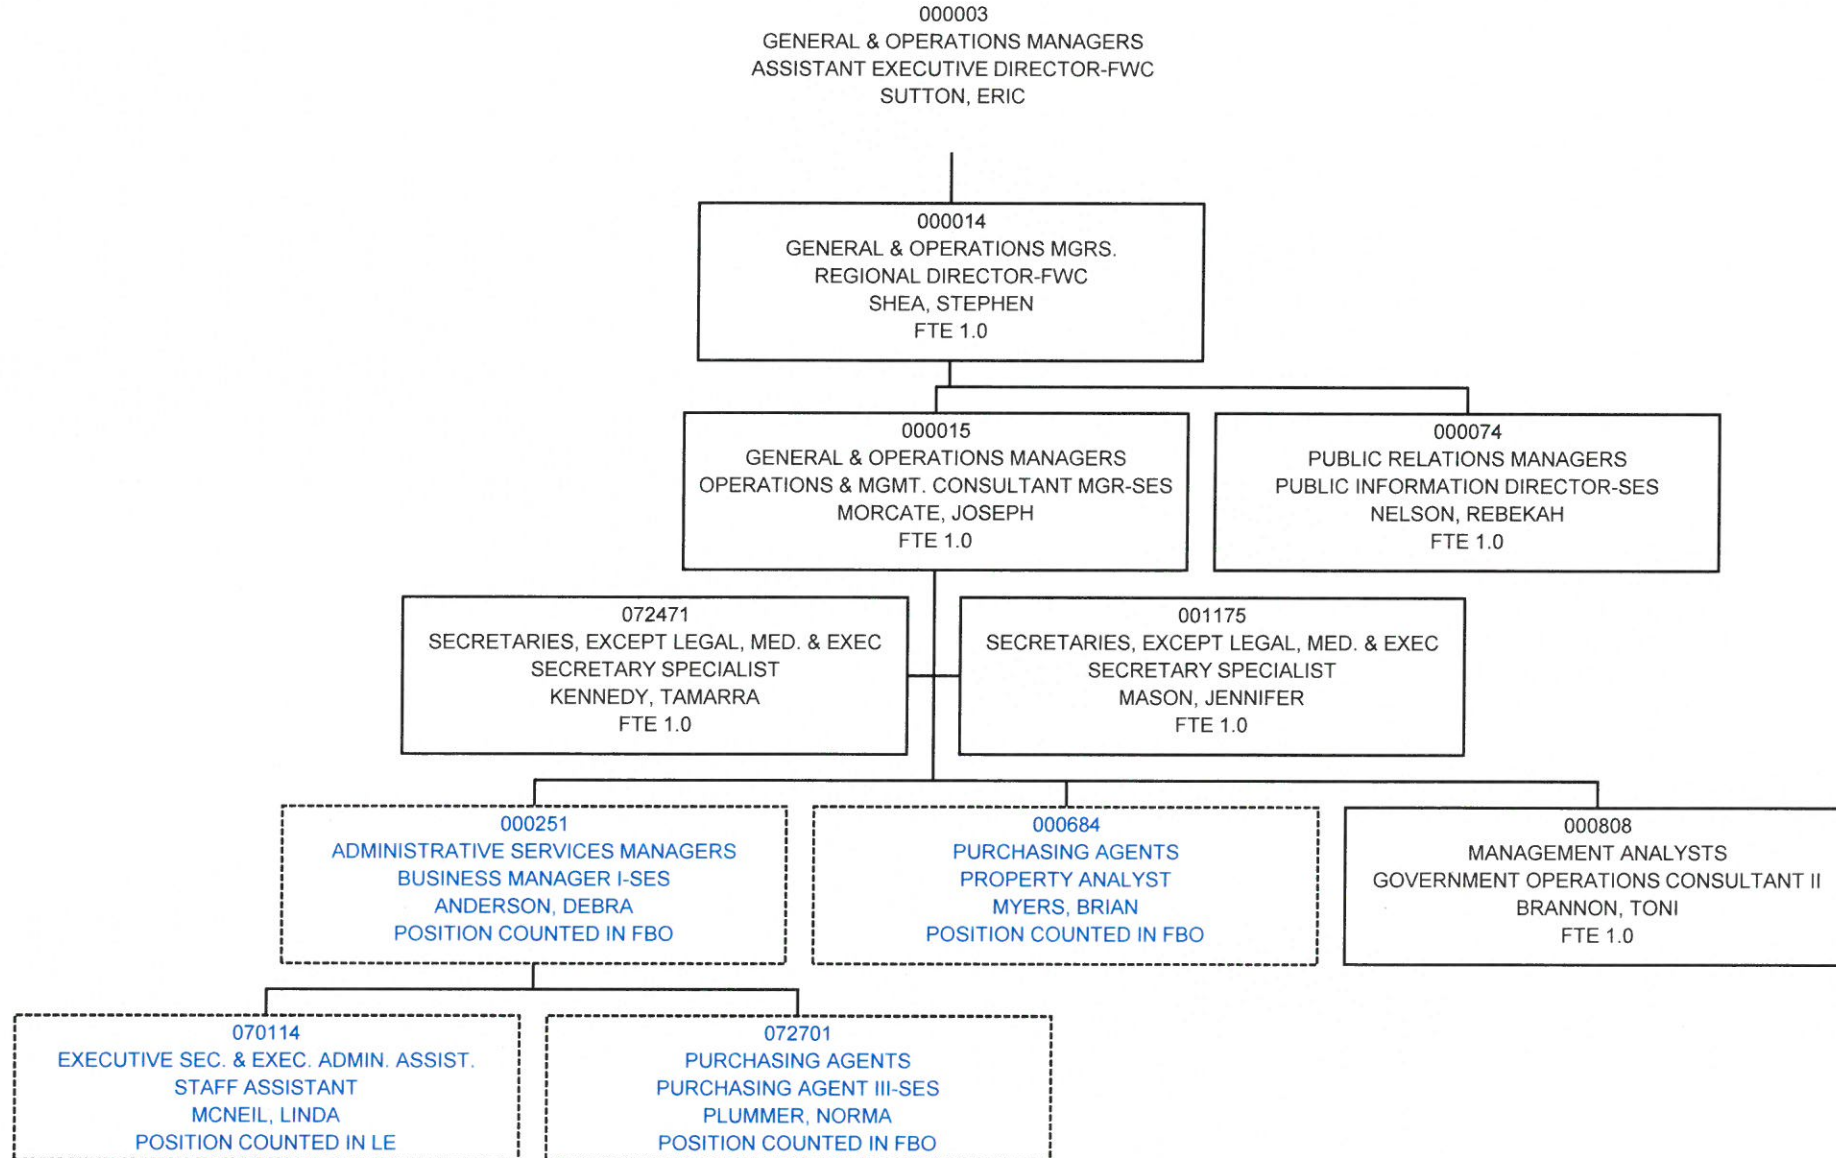 000003
GENERAL & OPERATIONS MANAGERS
ASSISTANT EXECUTIVE DIRECTOR-FWC
SUTTON, ERIC
000014
GENERAL & OPERATIONS MGRS.
REGIONAL DIRECTOR-FWC
SHEA, STEPHEN
FTE 1.0
000015
GENERAL & OPERATIONS MANAGERS
OPERATIONS & MGMT. CONSULTANT MGR-SES
MORCATE, JOSEPH
FTE 1.0
000074
PUBLIC RELATIONS MANAGERS
PUBLIC INFORMATION DIRECTOR-SES
NELSON, REBEKAH
FTE 1.0
072471
SECRETARIES, EXCEPT LEGAL, MED. & EXEC
SECRETARY SPECIALIST
KENNEDY, TAMARRA
FTE 1.0
001175
SECRETARIES, EXCEPT LEGAL, MED. & EXEC
SECRETARY SPECIALIST
MASON, JENNIFER
FTE 1.0
000251
ADMINISTRATIVE SERVICES MANAGERS
BUSINESS MANAGER I-SES
ANDERSON, DEBRA
POSITION COUNTED IN FBO
000684
PURCHASING AGENTS
PROPERTY ANALYST
MYERS, BRIAN
POSITION COUNTED IN FBO
000808
MANAGEMENT ANALYSTS
GOVERNMENT OPERATIONS CONSULTANT II
BRANNON, TONI
FTE 1.0
070114
EXECUTIVE SEC. & EXEC. ADMIN. ASSIST.
STAFF ASSISTANT
MCNEIL, LINDA
POSITION COUNTED IN LE
072701
PURCHASING AGENTS
PURCHASING AGENT III-SES
PLUMMER, NORMA
POSITION COUNTED IN FBO